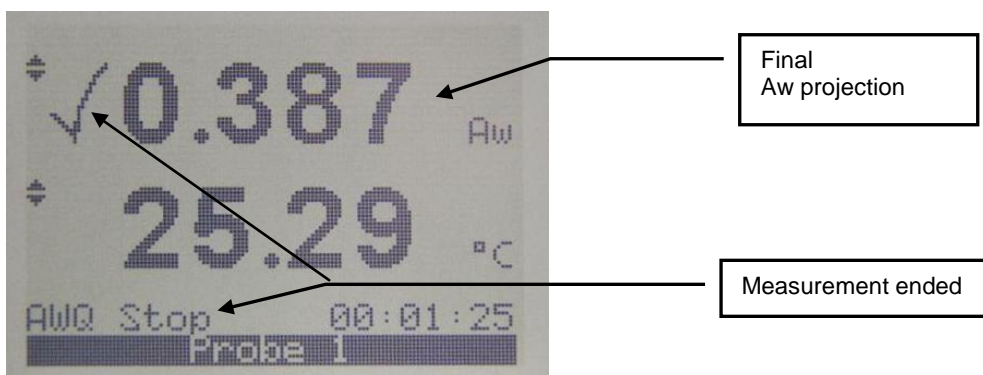 √0.387 Aw
25.29 °C
AWQ Stop 00:01:25
Probe 1
Final
Aw projection
Measurement ended